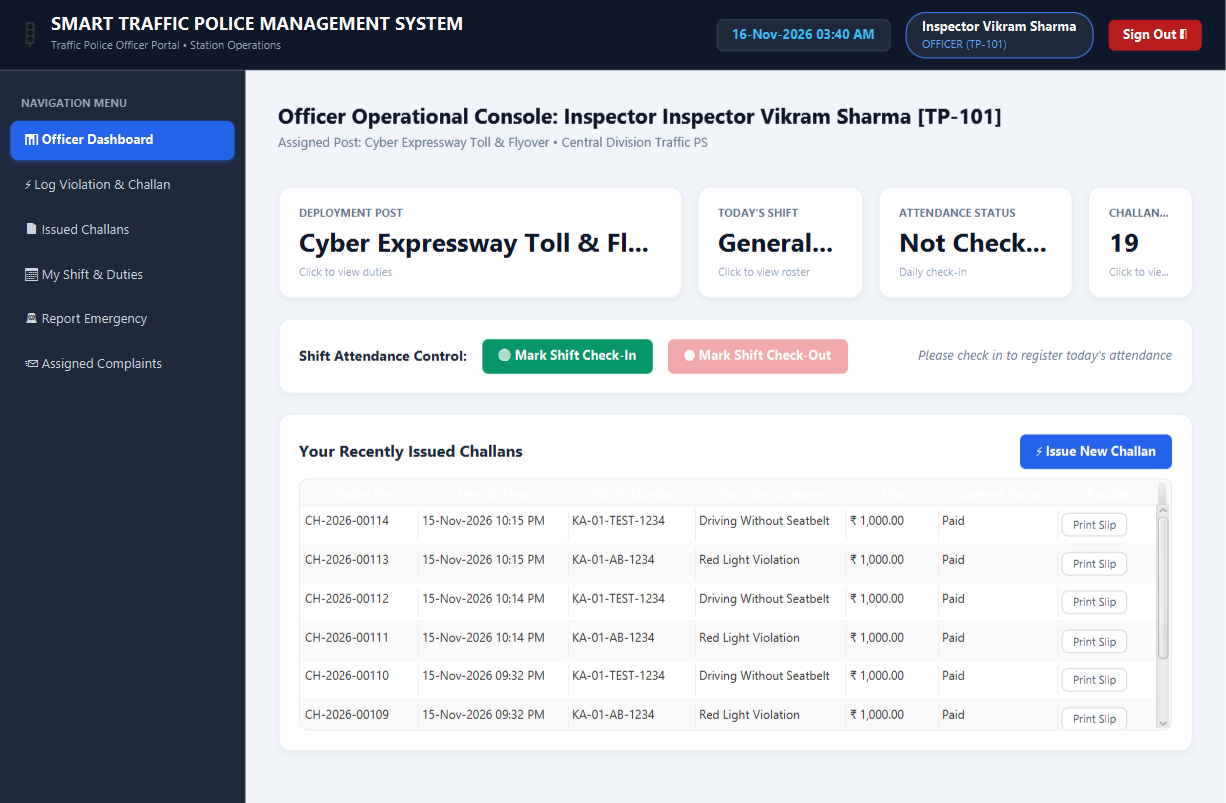 SMART TRAFFIC POLICE MANAGEMENT SYSTEM
Traffic Police Officer Portal • Station Operations
16-Nov-2026 03:40 AM
Inspector Vikram Sharma
OFFICER (TP-101)
Sign Out
NAVIGATION MENU
Officer Dashboard
⚡ Log Violation & Challan
Issued Challans
My Shift & Duties
Report Emergency
Assigned Complaints
Officer Operational Console: Inspector Inspector Vikram Sharma [TP-101]
Assigned Post: Cyber Expressway Toll & Flyover • Central Division Traffic PS
DEPLOYMENT POST
Cyber Expressway Toll & Fl...
Click to view duties
TODAY'S SHIFT
General...
Click to view roster
ATTENDANCE STATUS
Not Check...
Daily check-in
CHALLAN...
19
Click to vie...
Shift Attendance Control:
Mark Shift Check-In
Mark Shift Check-Out
Please check in to register today's attendance
Your Recently Issued Challans
⚡ Issue New Challan
Challan No Date & Time Vehicle Number Violation Category Fine Payment Status Receipt
CH-2026-00114 15-Nov-2026 10:15 PM KA-01-TEST-1234 Driving Without Seatbelt ₹ 1,000.00 Paid Print Slip
CH-2026-00113 15-Nov-2026 10:15 PM KA-01-AB-1234 Red Light Violation ₹ 1,000.00 Paid Print Slip
CH-2026-00112 15-Nov-2026 10:14 PM KA-01-TEST-1234 Driving Without Seatbelt ₹ 1,000.00 Paid Print Slip
CH-2026-00111 15-Nov-2026 10:14 PM KA-01-AB-1234 Red Light Violation ₹ 1,000.00 Paid Print Slip
CH-2026-00110 15-Nov-2026 09:32 PM KA-01-TEST-1234 Driving Without Seatbelt ₹ 1,000.00 Paid Print Slip
CH-2026-00109 15-Nov-2026 09:32 PM KA-01-AB-1234 Red Light Violation ₹ 1,000.00 Paid Print Slip